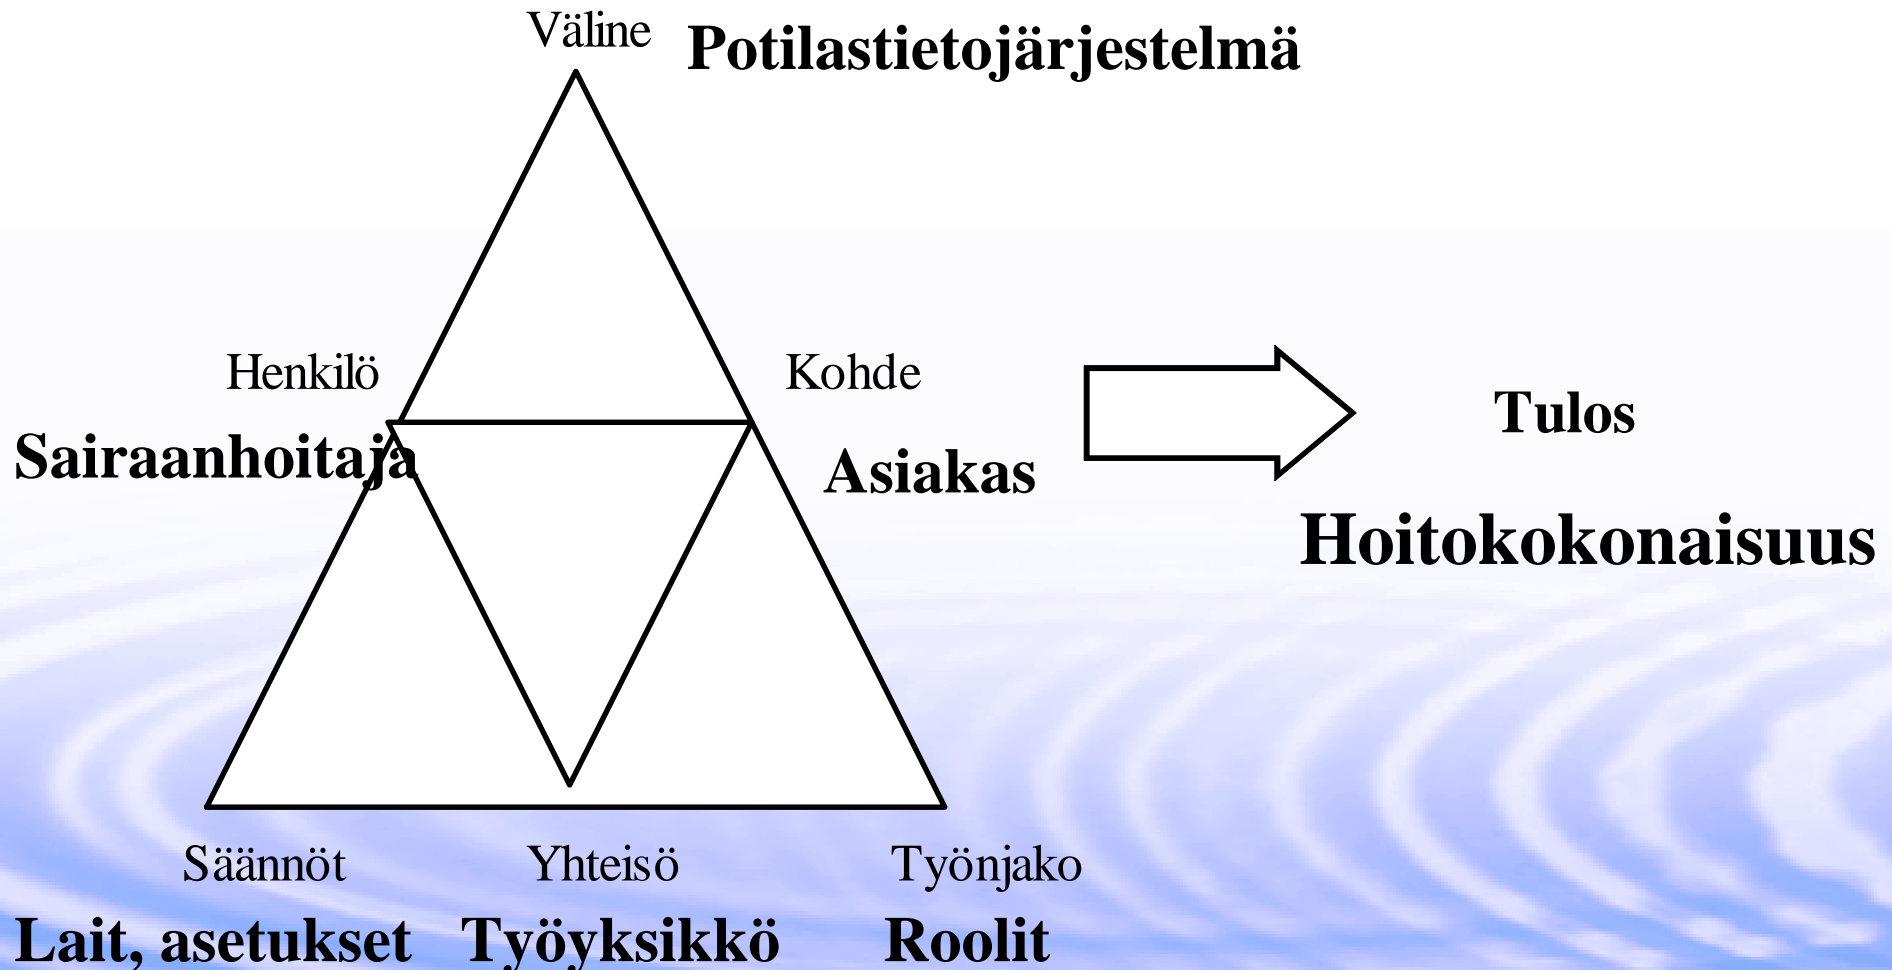 Väline
Potilastietojärjestelmä
Henkilö
Kohde
Sairaanhoitaja
Asiakas
Tulos
Hoitokokonaisuus
Säännöt
Yhteisö
Työnjako
Lait, asetukset
Työyksikkö
Roolit